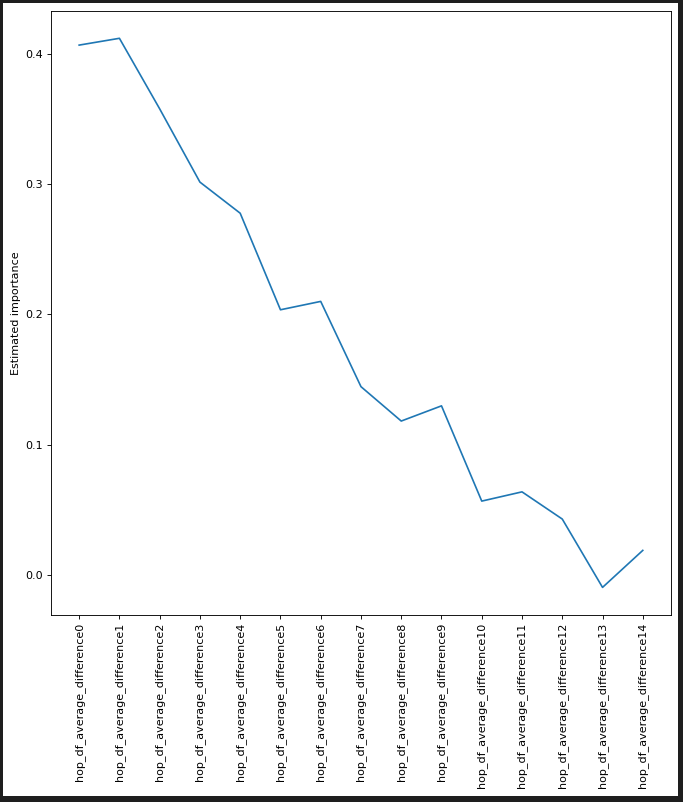 0.4
0.3
0.2
0.1
0.0
Estimated importance
hop_df_average_difference0
hop_df_average_difference1
hop_df_average_difference2
hop_df_average_difference3
hop_df_average_difference4
hop_df_average_difference5
hop_df_average_difference6
hop_df_average_difference7
hop_df_average_difference8
hop_df_average_difference9
hop_df_average_difference10
hop_df_average_difference11
hop_df_average_difference12
hop_df_average_difference13
hop_df_average_difference14